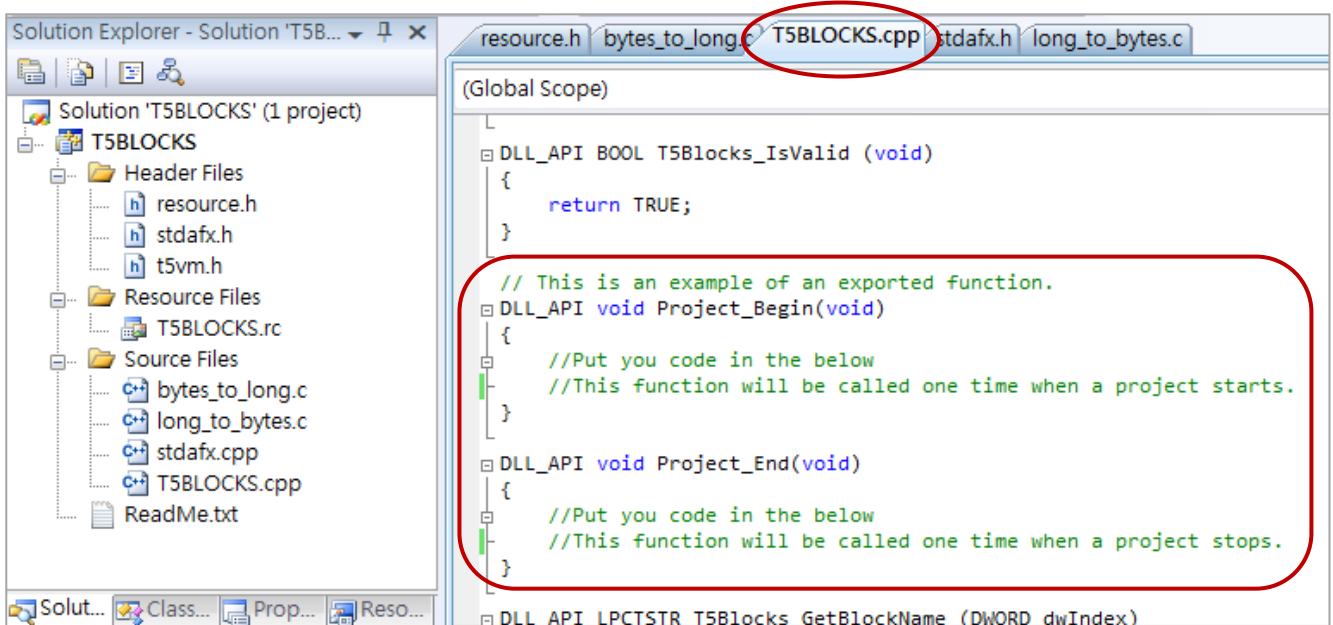 Solution Explorer - Solution 'T5B...
Solution 'T5BLOCKS' (1 project)
T5BLOCKS
Header Files
resource.h
stdafx.h
t5vm.h
Resource Files
T5BLOCKS.rc
Source Files
bytes_to_long.c
long_to_bytes.c
stdafx.cpp
T5BLOCKS.cpp
ReadMe.txt
Solut... Class... Prop... Reso...
resource.h bytes_to_long.c T5BLOCKS.cpp stdafx.h long_to_bytes.c
(Global Scope)
DLL_API BOOL T5Blocks_IsValid (void)
{
return TRUE;
}
// This is an example of an exported function.
DLL_API void Project_Begin(void)
{
//Put you code in the below
//This function will be called one time when a project starts.
}
DLL_API void Project_End(void)
{
//Put you code in the below
//This function will be called one time when a project stops.
}
DLL_API LPCTSTR T5Blocks_GetBlockName (DWORD dwIndex)